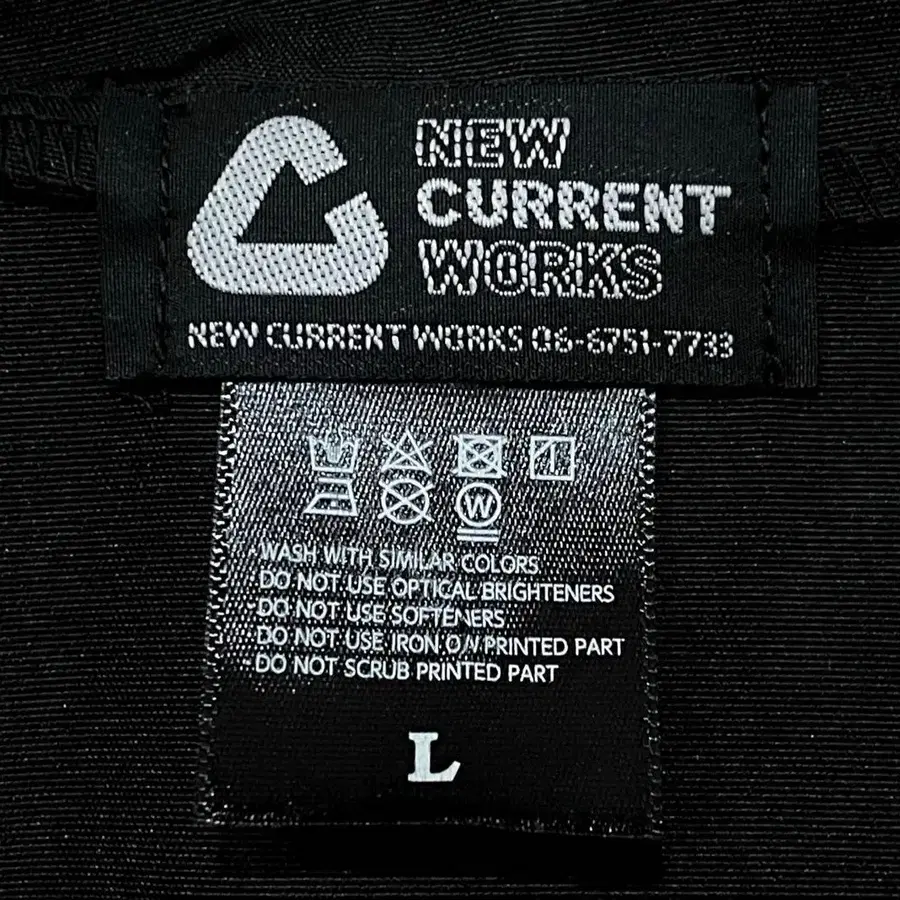 NEW
CURRENT
WORKS
NEW CURRENT WORKS 06-6751-7733
W
·WASH WITH SIMILAR COLORS
·DO NOT USE OPTICAL BRIGHTENERS
·DO NOT USE SOFTENERS
·DO NOT USE IRON ON PRINTED PART
·DO NOT SCRUB PRINTED PART
L